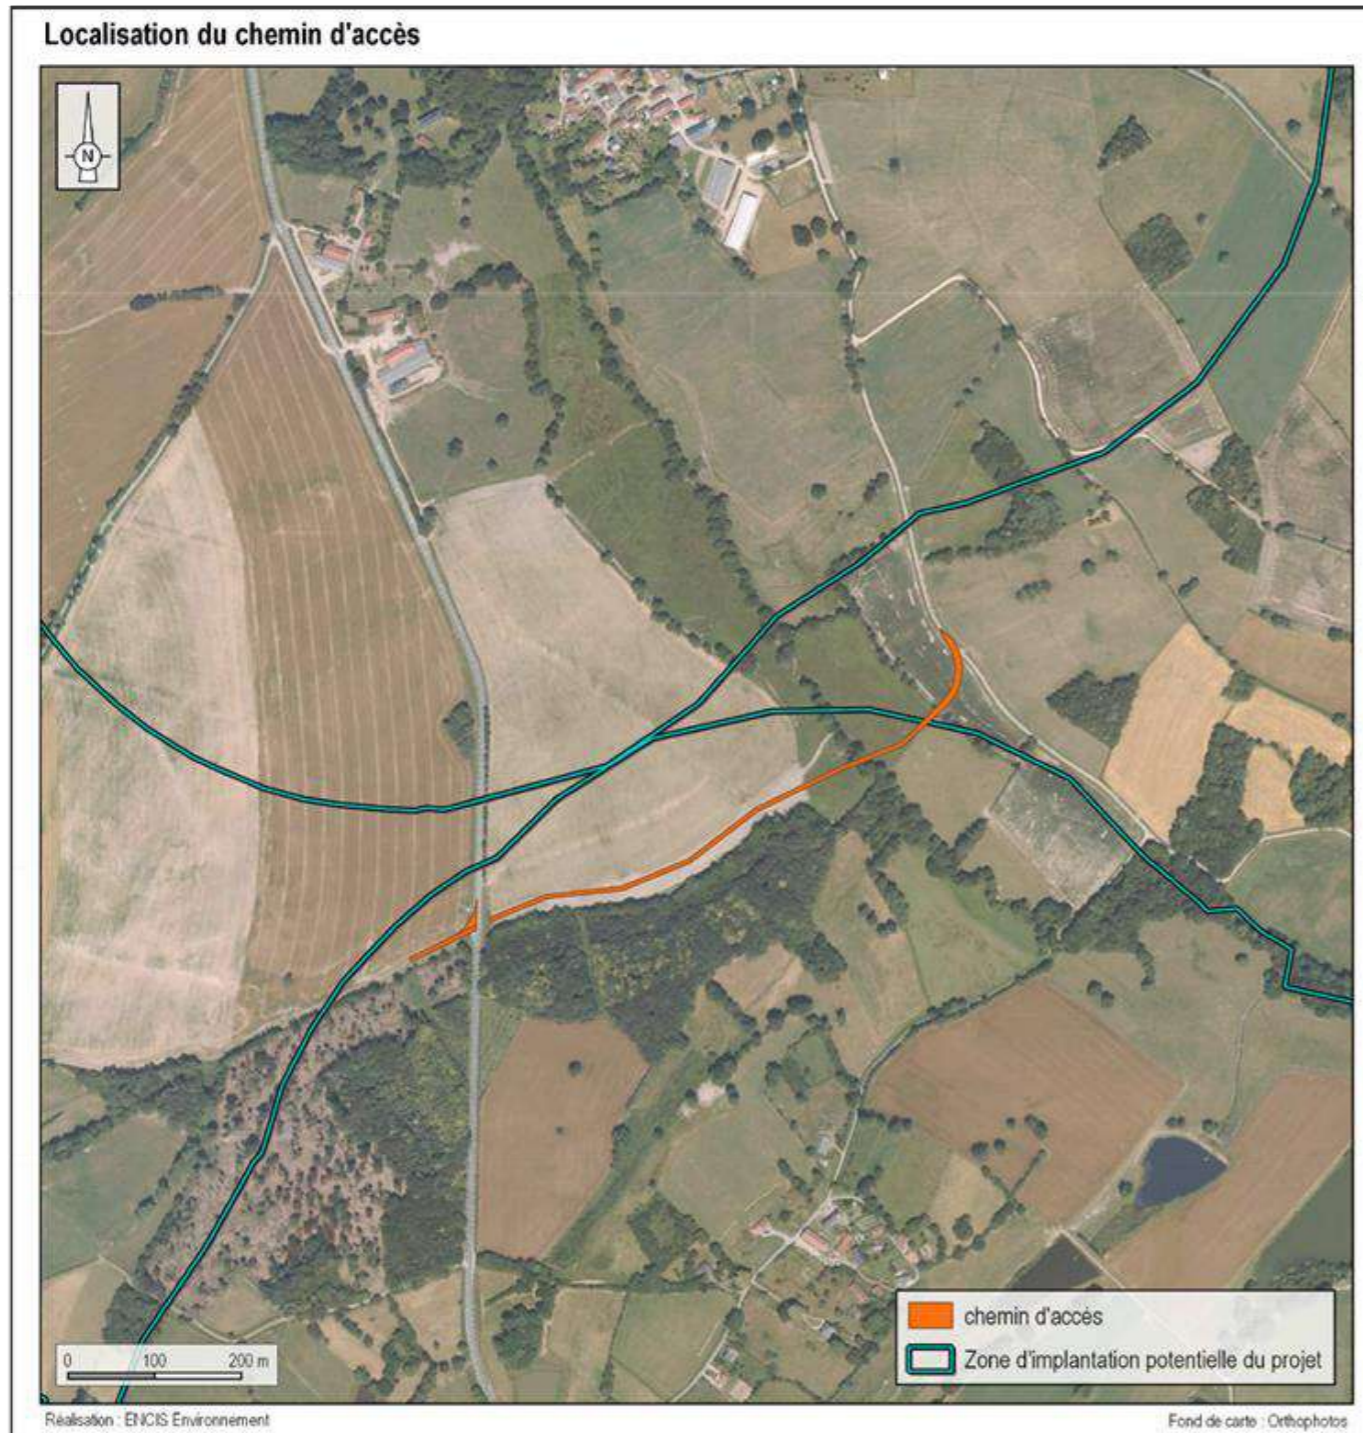 Localisation du chemin d'accès
N
chemin d'accès
Zone d'implantation potentielle du projet
0 100 200 m
Réalisation : ENCIS Environnement
Fond de carte : Orthophotos